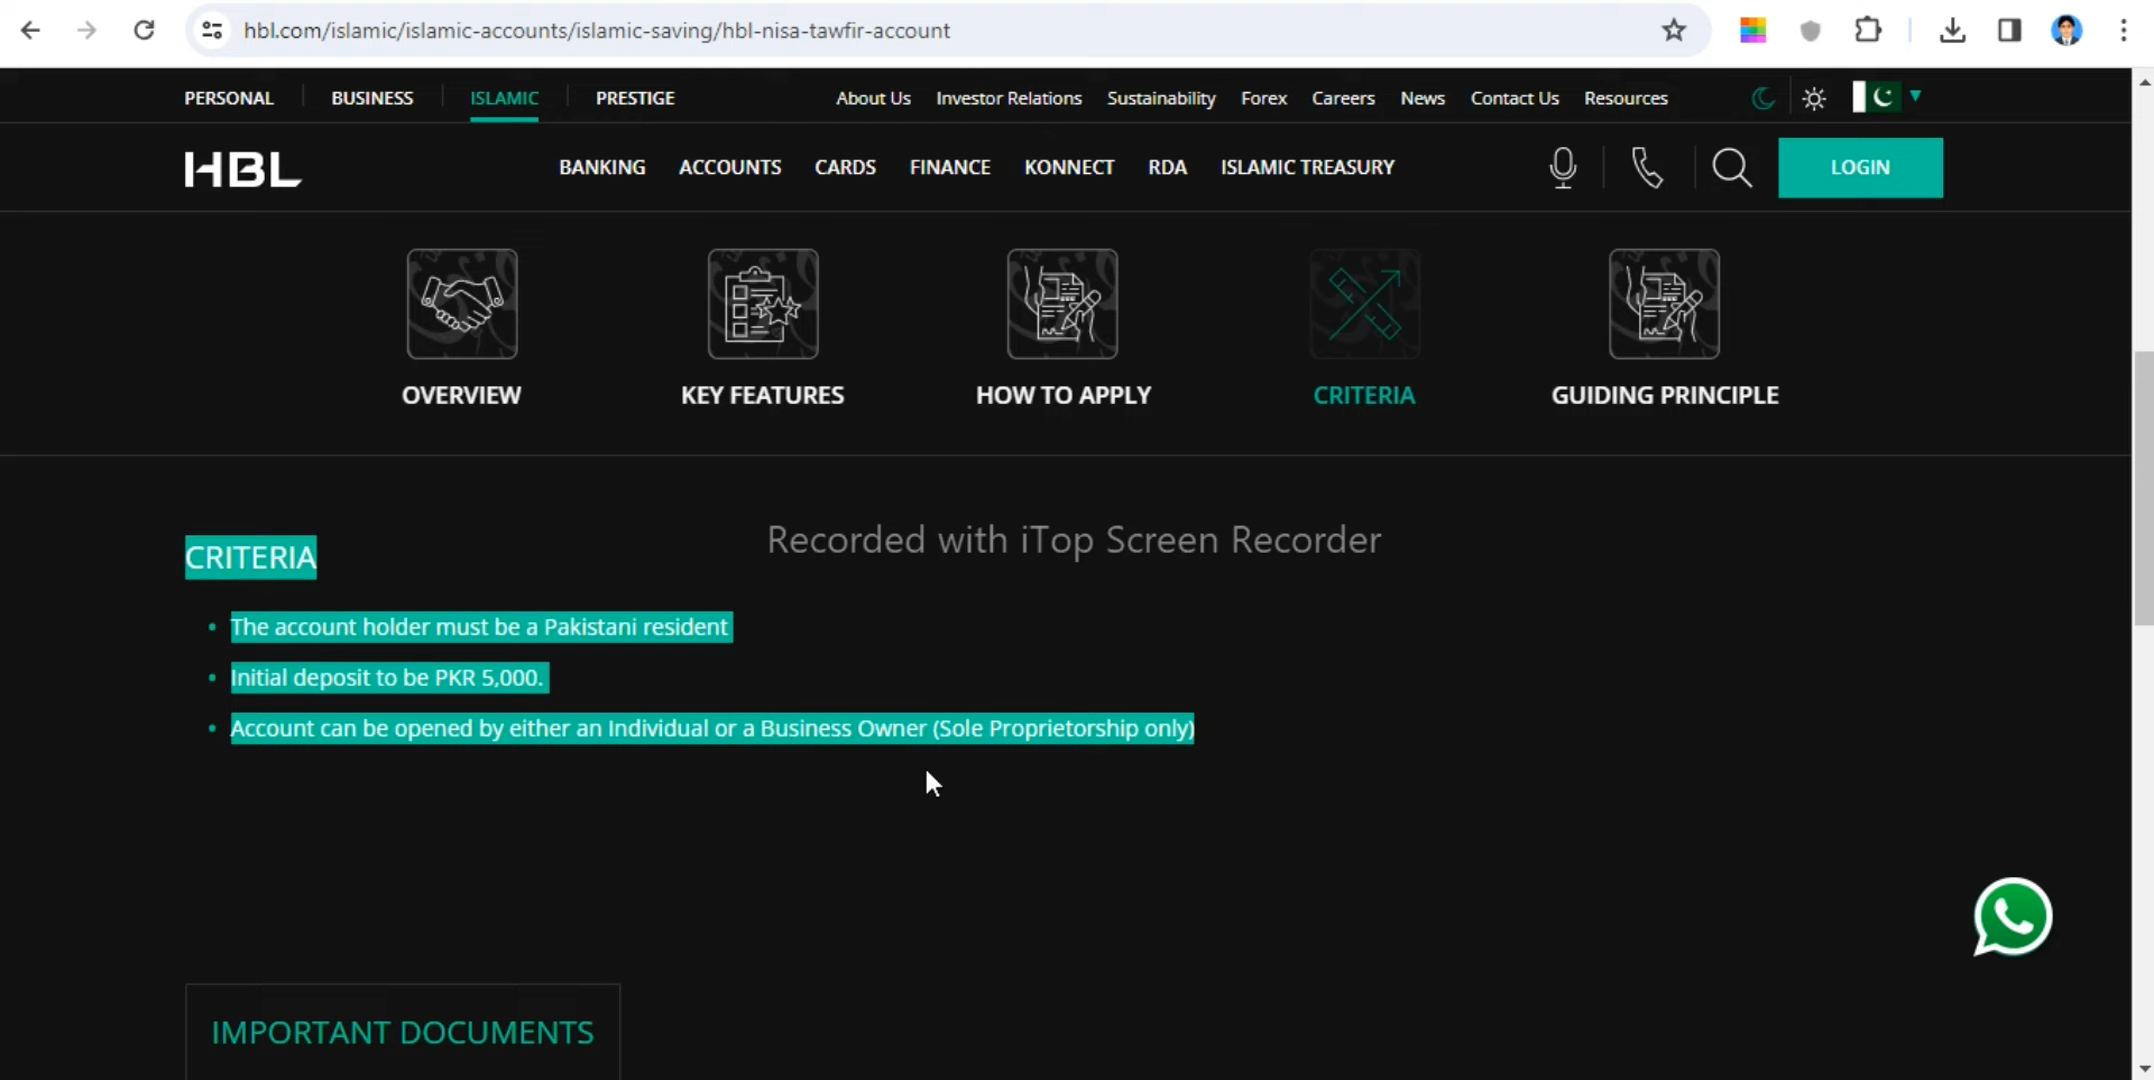 hbl.com/islamic/islamic-accounts/islamic-saving/hbl-nisa-tawfir-account
PERSONAL BUSINESS ISLAMIC PRESTIGE About Us Investor Relations Sustainability Forex Careers News Contact Us Resources
HBL BANKING ACCOUNTS CARDS FINANCE KONNECT RDA ISLAMIC TREASURY LOGIN
OVERVIEW KEY FEATURES HOW TO APPLY CRITERIA GUIDING PRINCIPLE
Recorded with iTop Screen Recorder
CRITERIA
• The account holder must be a Pakistani resident
• Initial deposit to be PKR 5,000.
• Account can be opened by either an Individual or a Business Owner (Sole Proprietorship only)
IMPORTANT DOCUMENTS